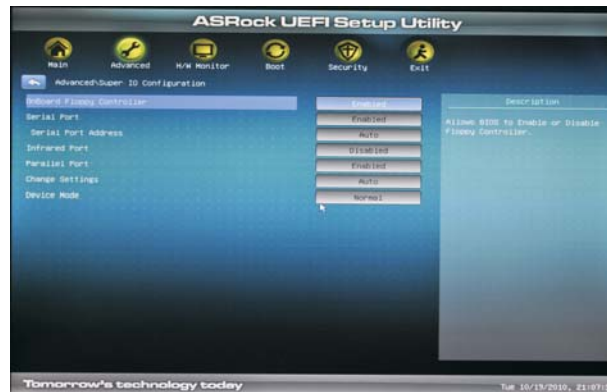 ASRock UEFI Setup Utility
Main Advanced H/W Monitor Boot Security Exit
Advanced\Super IO Configuration
OnBoard Floppy Controller Enabled
Serial Port Enabled
Serial Port Address Auto
Infrared Port Disabled
Parallel Port Enabled
Change Settings Auto
Device Mode Normal
Description
Allows BIOS to Enable or Disable
Floppy Controller.
Tomorrow's technology today
Tue 10/19/2010, 21:07: